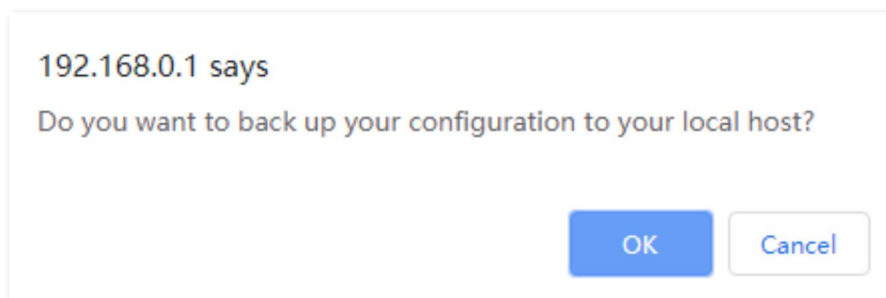 192.168.0.1 says
Do you want to back up your configuration to your local host?
OK Cancel